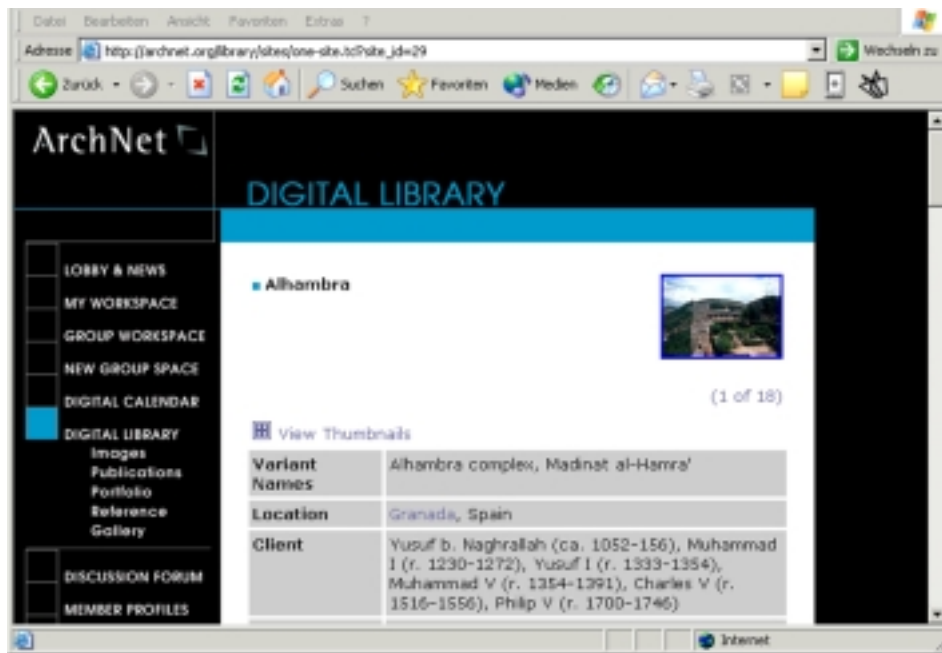 Datei Bearbeiten Ansicht Favoriten Extras ?
Adresse http://archnet.org/library/sites/one-site.tcl?site_id=29 Wechseln zu
Zurück Suchen Favoriten Medien
ArchNet
DIGITAL LIBRARY
LOBBY & NEWS
MY WORKSPACE
GROUP WORKSPACE
NEW GROUP SPACE
DIGITAL CALENDAR
DIGITAL LIBRARY
Images
Publications
Portfolio
Reference
Gallery
DISCUSSION FORUM
MEMBER PROFILES
Alhambra
(1 of 18)
View Thumbnails
Variant Names
Alhambra complex, Madinat al-Hamra'
Location
Granada, Spain
Client
Yusuf b. Naghrallah (ca. 1052-156), Muhammad
I (r. 1230-1272), Yusuf I (r. 1333-1354),
Muhammad V (r. 1354-1391), Charles V (r.
1516-1556), Philip V (r. 1700-1746)
Internet